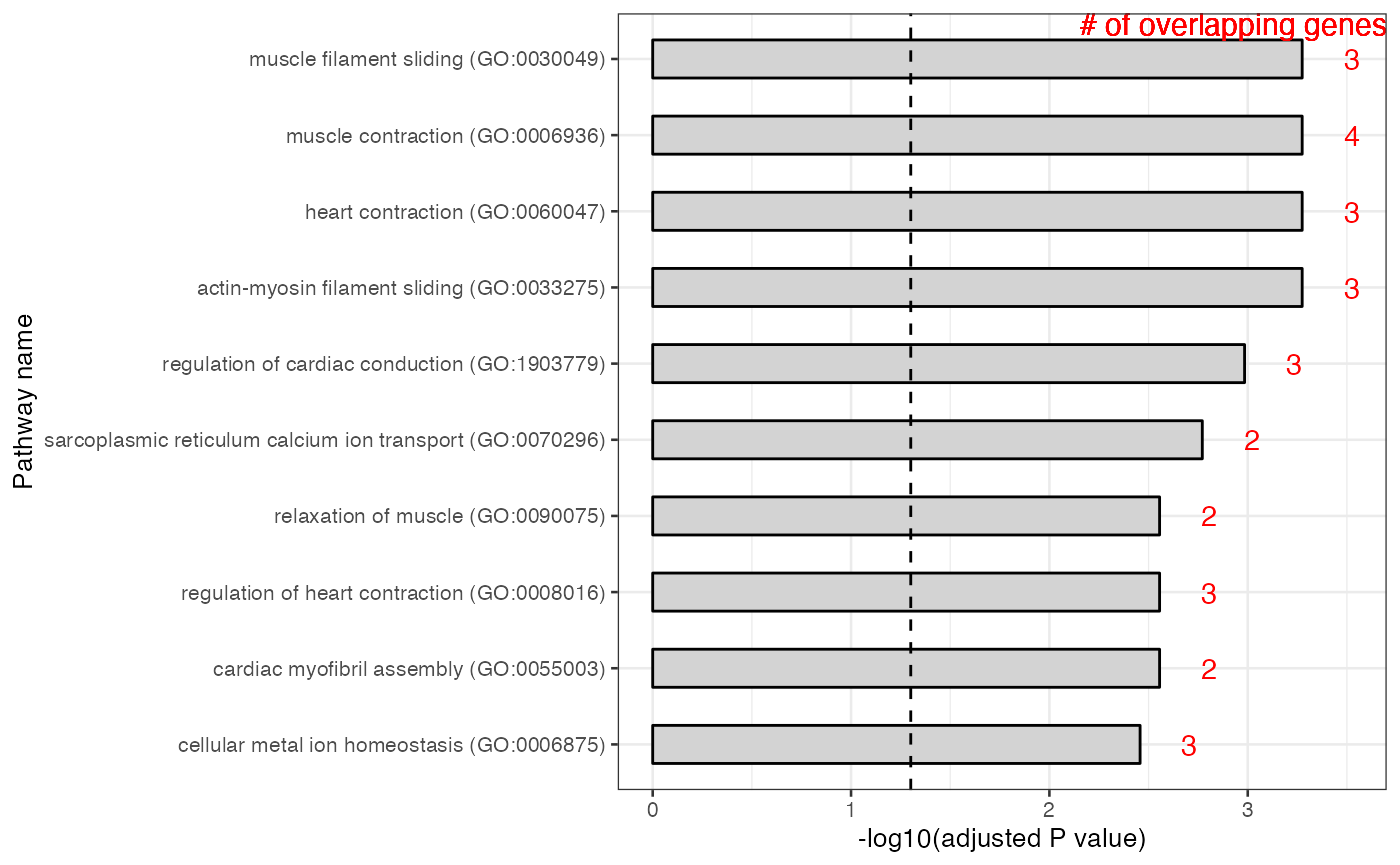 # of overlapping genes
muscle filament sliding (GO:0030049) 3
muscle contraction (GO:0006936) 4
heart contraction (GO:0060047) 3
actin-myosin filament sliding (GO:0033275) 3
regulation of cardiac conduction (GO:1903779) 3
sarcoplasmic reticulum calcium ion transport (GO:0070296) 2
relaxation of muscle (GO:0090075) 2
regulation of heart contraction (GO:0008016) 3
cardiac myofibril assembly (GO:0055003) 2
cellular metal ion homeostasis (GO:0006875) 3
Pathway name
0 1 2 3
-log10(adjusted P value)